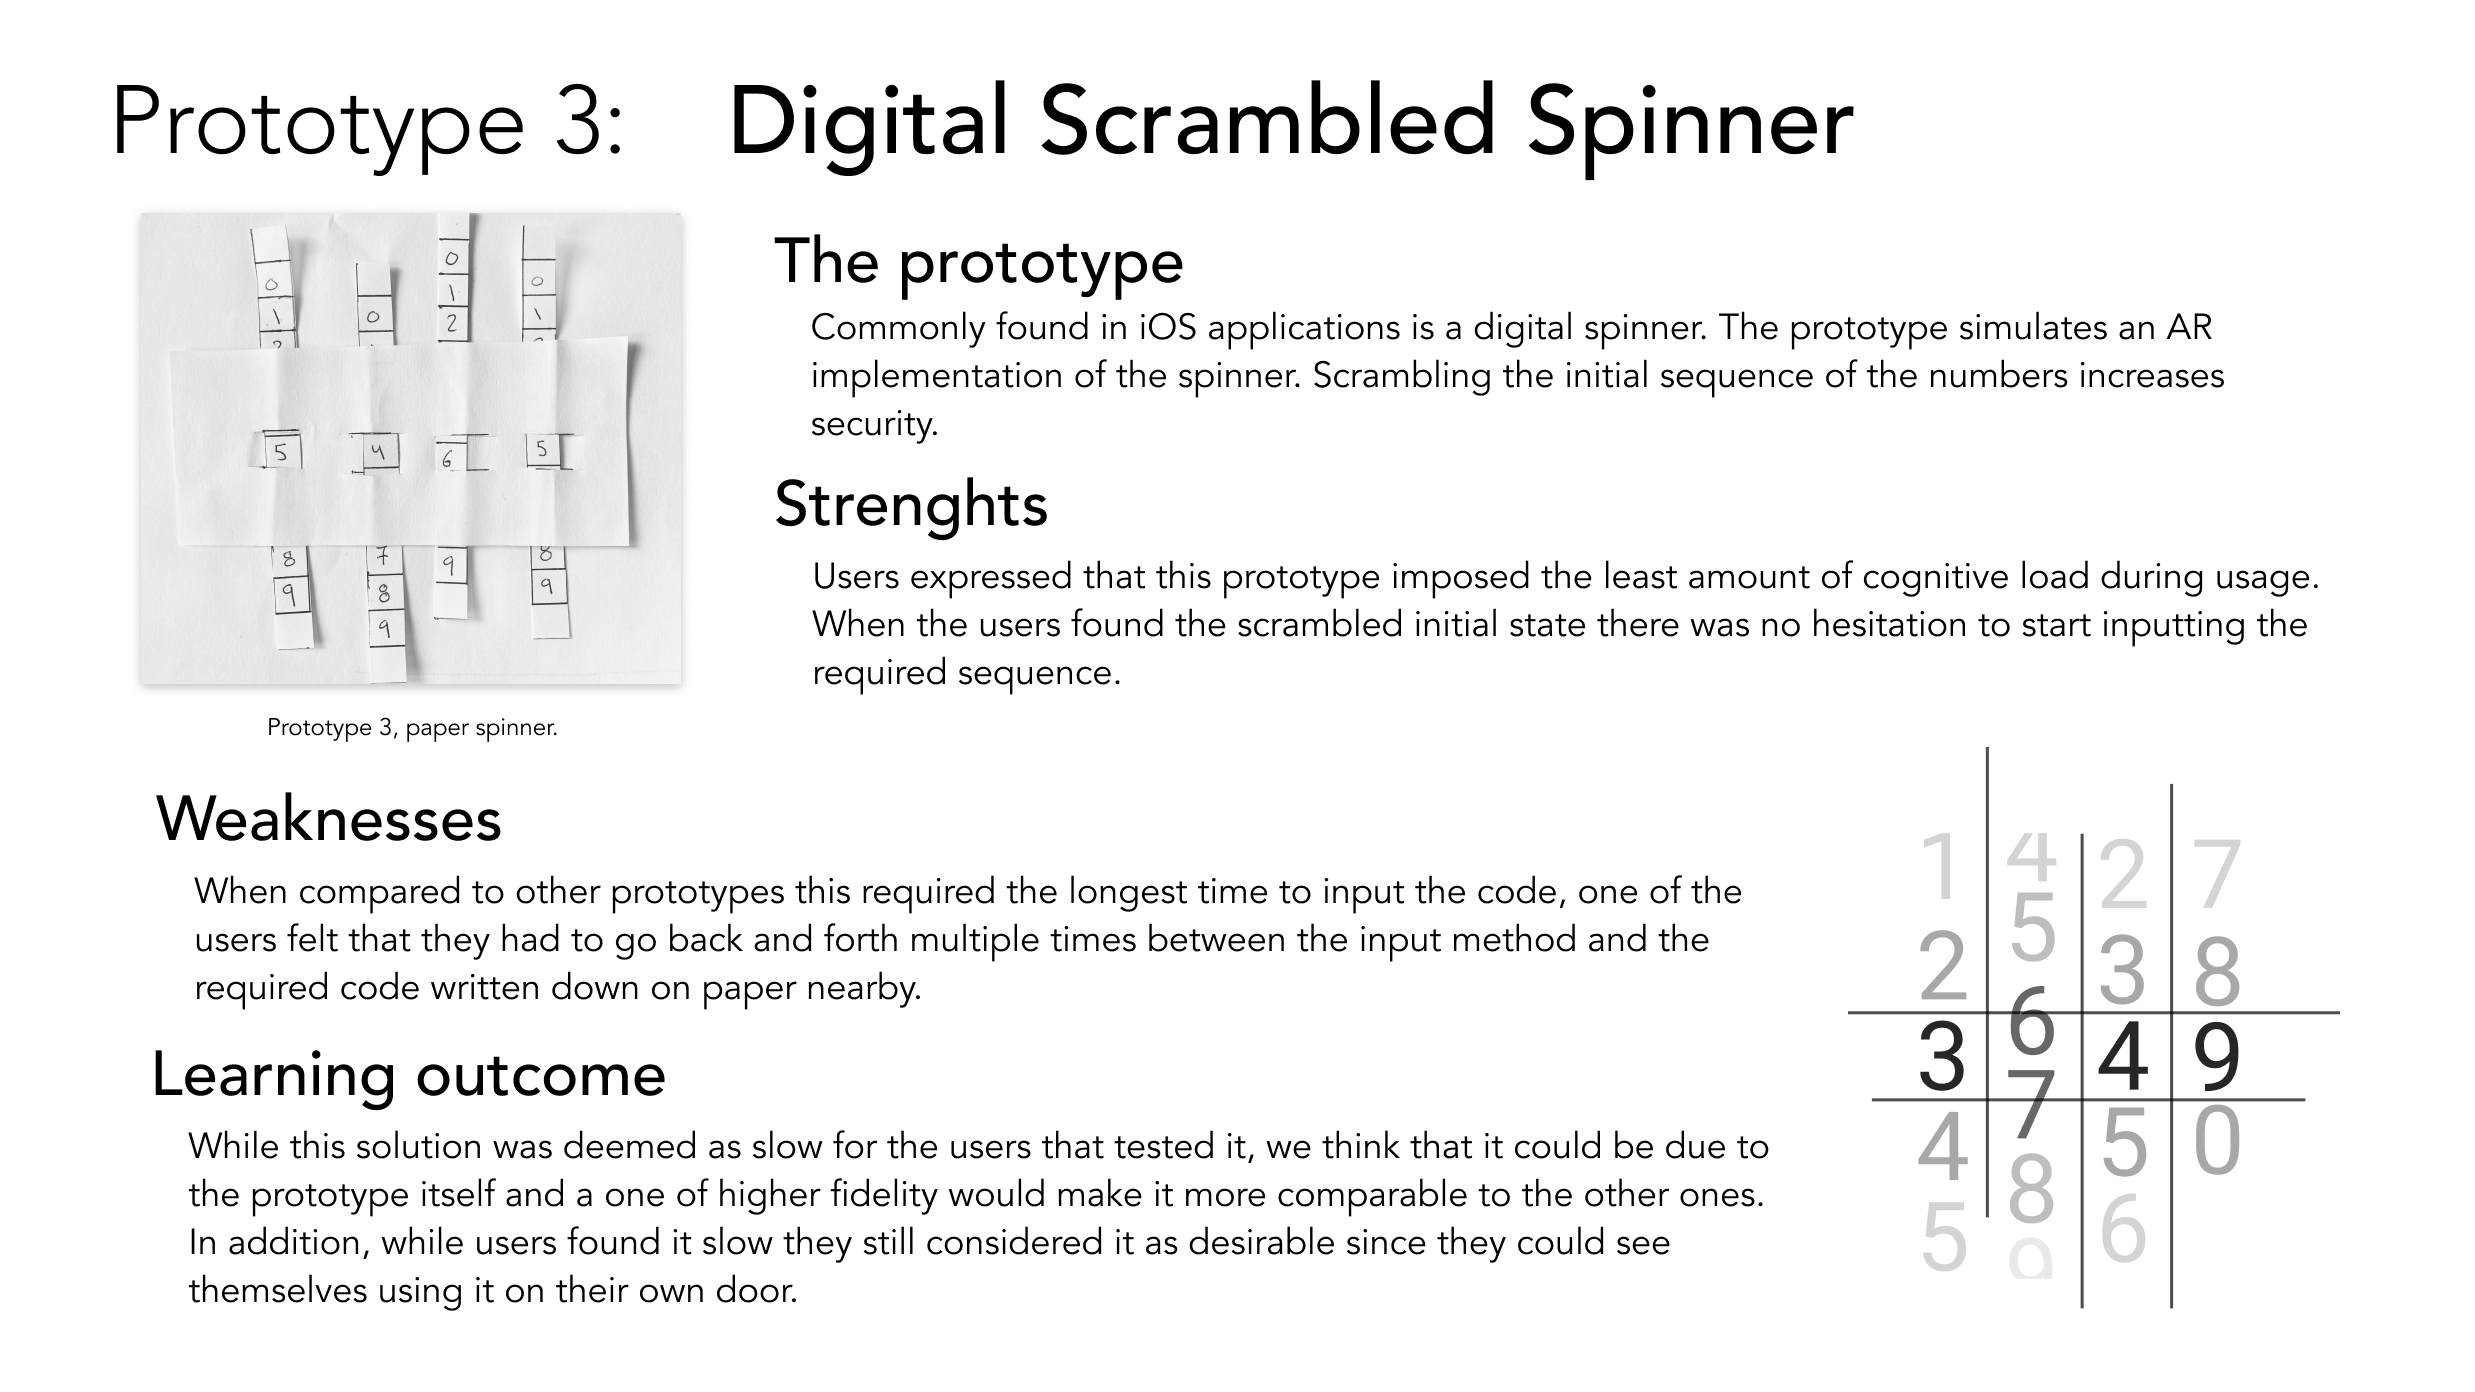 Prototype 3: Digital Scrambled Spinner
0
0
1
2
0
1
0
1
2
5
4
6
5
8
9
7
8
9
9
8
9
Prototype 3, paper spinner.
The prototype
Commonly found in iOS applications is a digital spinner. The prototype simulates an AR
implementation of the spinner. Scrambling the initial sequence of the numbers increases
security.
Strenghts
Users expressed that this prototype imposed the least amount of cognitive load during usage.
When the users found the scrambled initial state there was no hesitation to start inputting the
required sequence.
Weaknesses
When compared to other prototypes this required the longest time to input the code, one of the
users felt that they had to go back and forth multiple times between the input method and the
required code written down on paper nearby.
Learning outcome
While this solution was deemed as slow for the users that tested it, we think that it could be due to
the prototype itself and a one of higher fidelity would make it more comparable to the other ones.
In addition, while users found it slow they still considered it as desirable since they could see
themselves using it on their own door.
1 4 2 7
5
2 3 8
6
3 4 9
7
4 5 0
8
5 6
9